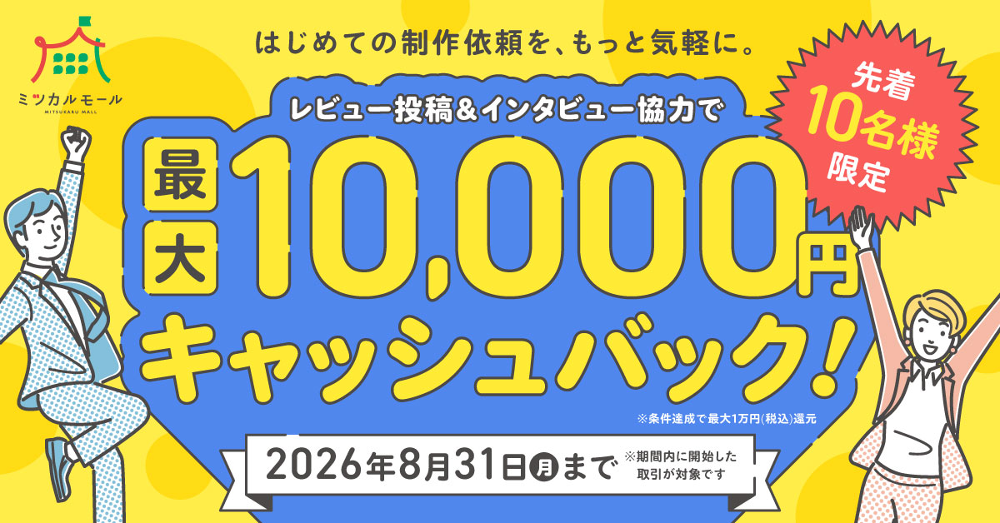 ミツカルモール
MITSUKARU MALL
はじめての制作依頼を、もっと気軽に。
先着
10名様
限定
レビュー投稿&インタビュー協力で
最大
10,000円
キャッシュバック!
※条件達成で最大1万円(税込)還元
2026年8月31日(月)まで
※期間内に開始した
取引が対象です